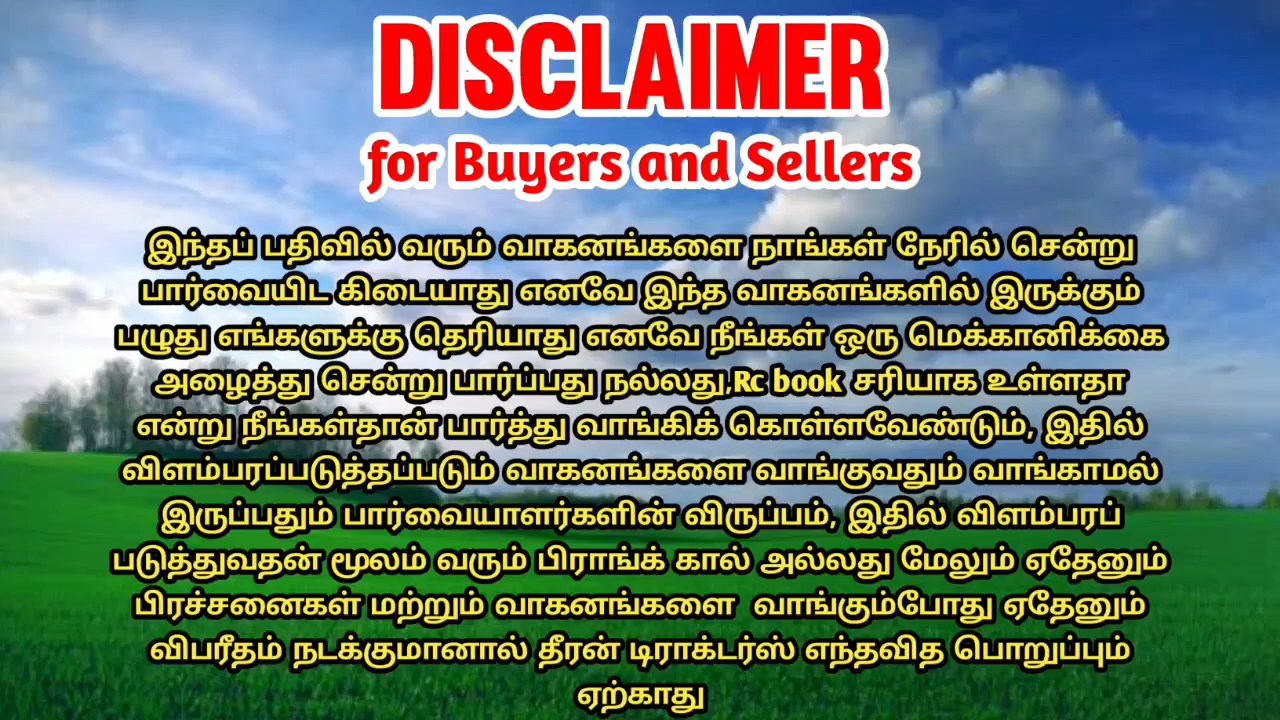 DISCLAIMER
for Buyers and Sellers
இந்தப் பதிவில் வரும் வாகனங்களை நாங்கள் நேரில் சென்று
பார்வையிட கிடையாது எனவே இந்த வாகனங்களில் இருக்கும்
பழுது எங்களுக்கு தெரியாது எனவே நீங்கள் ஒரு மெக்கானிக்கை
அழைத்து சென்று பார்ப்பது நல்லது,Rc book சரியாக உள்ளதா
என்று நீங்கள்தான் பார்த்து வாங்கிக் கொள்ளவேண்டும், இதில்
விளம்பரப்படுத்தப்படும் வாகனங்களை வாங்குவதும் வாங்காமல்
இருப்பதும் பார்வையாளர்களின் விருப்பம், இதில் விளம்பரப்
படுத்துவதன் மூலம் வரும் பிராங்க் கால் அல்லது மேலும் ஏதேனும்
பிரச்சனைகள் மற்றும் வாகனங்களை வாங்கும்போது ஏதேனும்
விபரீதம் நடக்குமானால் தீரன் டிராக்டர்ஸ் எந்தவித பொறுப்பும்
ஏற்காது